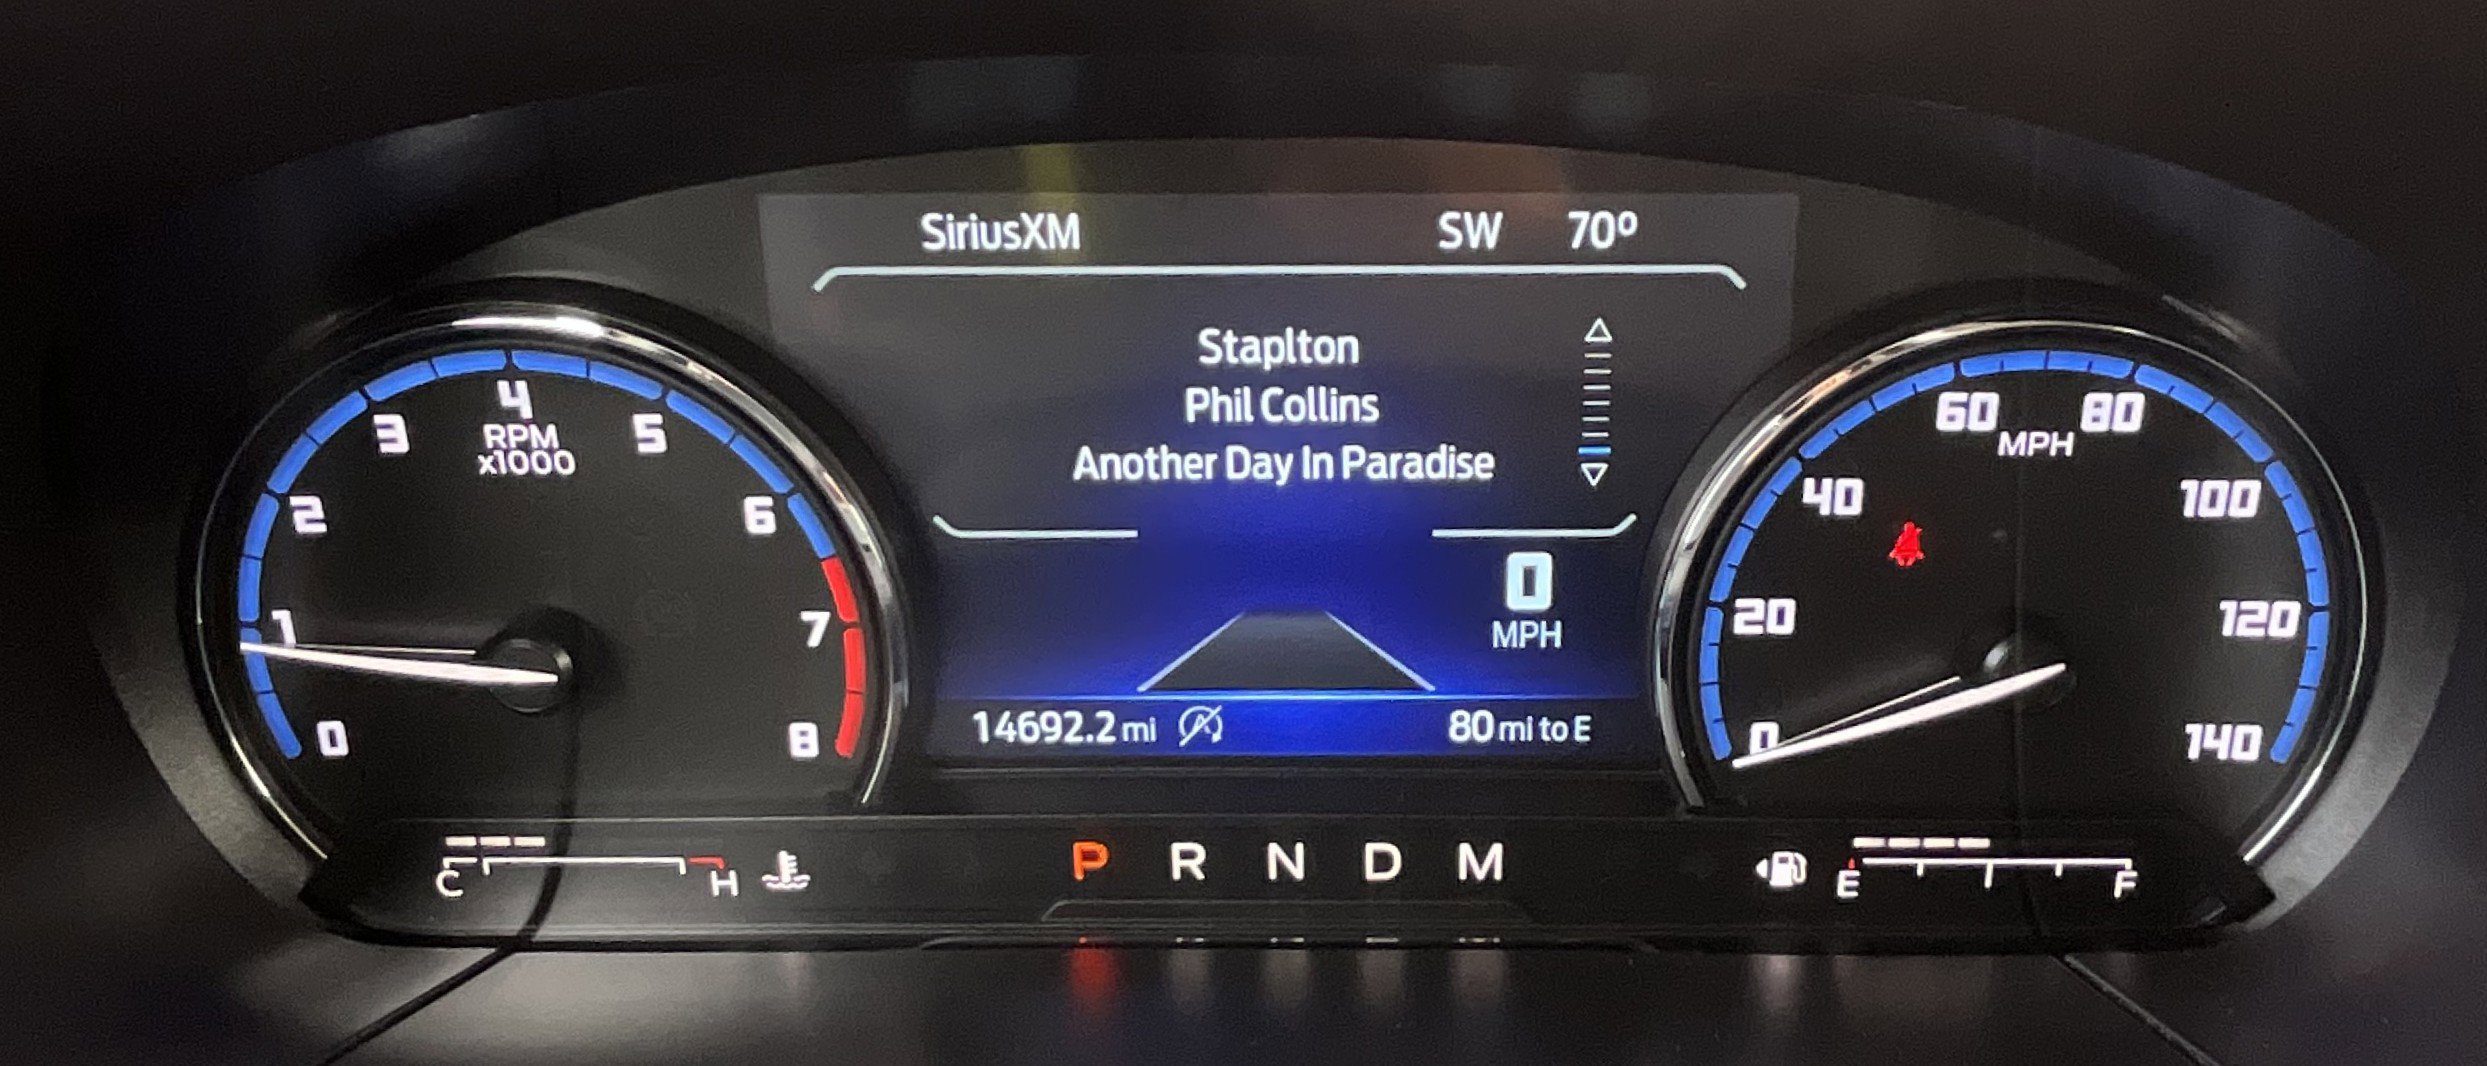 SiriusXM SW 70º
Staplton
Phil Collins
Another Day In Paradise
0
MPH
14692.2 mi A 80 mi to E
0 1 2 3 4 5 6 7 8
RPM
x1000
0 20 40 60 80 100 120 140
MPH
C H
P R N D M
E F